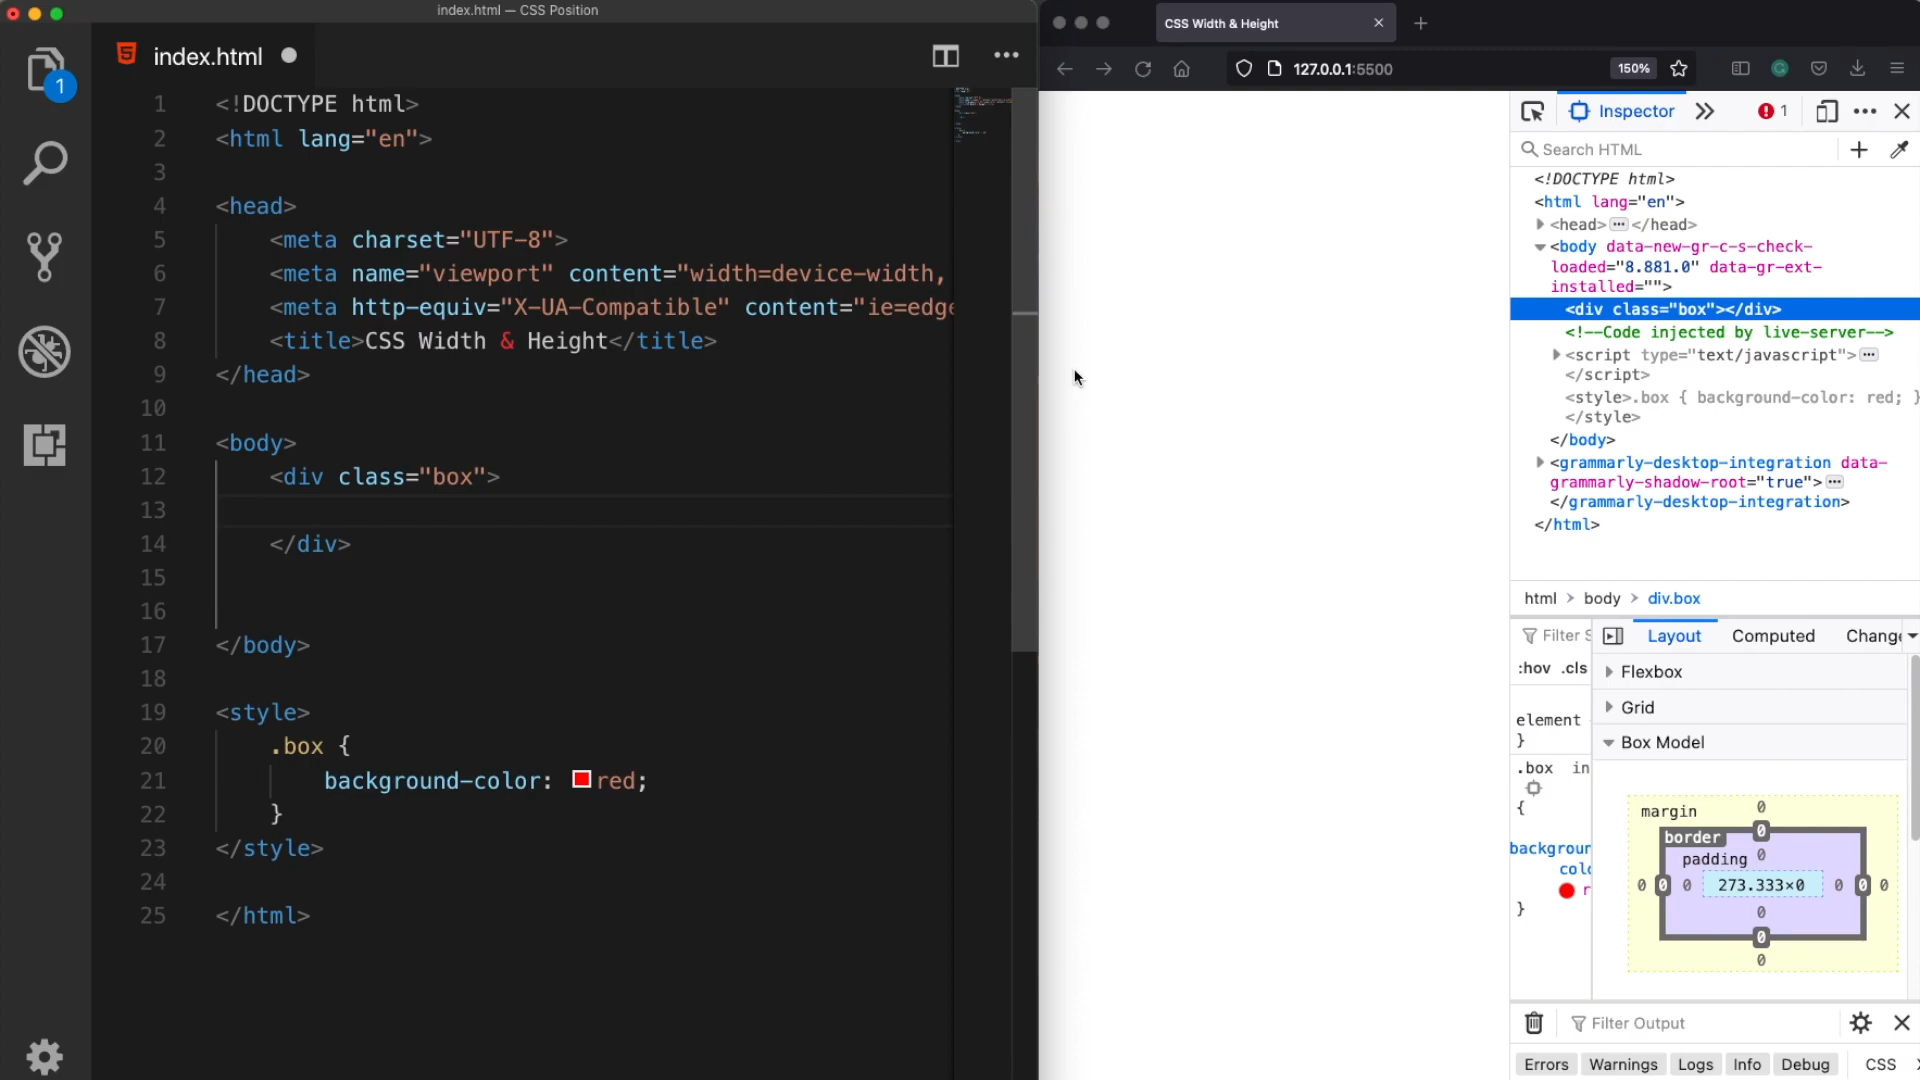 index.html — CSS Position
index.html
1
1 <!DOCTYPE html>
2 <html lang="en">
3
4 <head>
5 <meta charset="UTF-8">
6 <meta name="viewport" content="width=device-width,
7 <meta http-equiv="X-UA-Compatible" content="ie=edge
8 <title>CSS Width & Height</title>
9 </head>
10
11 <body>
12 <div class="box">
13
14 </div>
15
16
17 </body>
18
19 <style>
20 .box {
21 background-color: red;
22 }
23 </style>
24
25 </html>
CSS Width & Height
127.0.0.1:5500
150%
Inspector
1
Search HTML
<!DOCTYPE html>
<html lang="en">
<head> ••• </head>
<body data-new-gr-c-s-check-
loaded="8.881.0" data-gr-ext-
installed="">
<div class="box"></div>
<!--Code injected by live-server-->
<script type="text/javascript"> •••
</script>
<style>.box { background-color: red; }
</style>
</body>
<grammarly-desktop-integration data-
grammarly-shadow-root="true"> •••
</grammarly-desktop-integration>
</html>
html > body > div.box
Filter S
Layout Computed Chang
:hov .cls
Flexbox
Grid
Box Model
element
}
.box in
{
backgroun
colo
r
}
margin 0
border 0
padding 0
0 0 0 273.333×0 0 0 0
0
0
0
Filter Output
Errors Warnings Logs Info Debug CSS